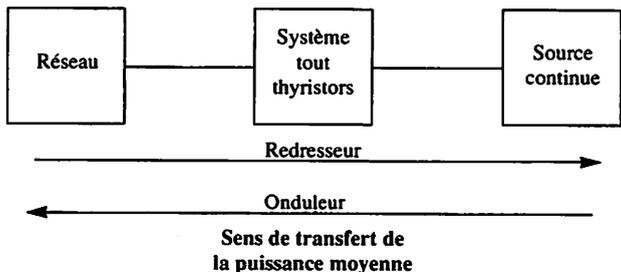 Réseau
Système
tout
thyristors
Source
continue
Redresseur
Onduleur
Sens de transfert de
la puissance moyenne